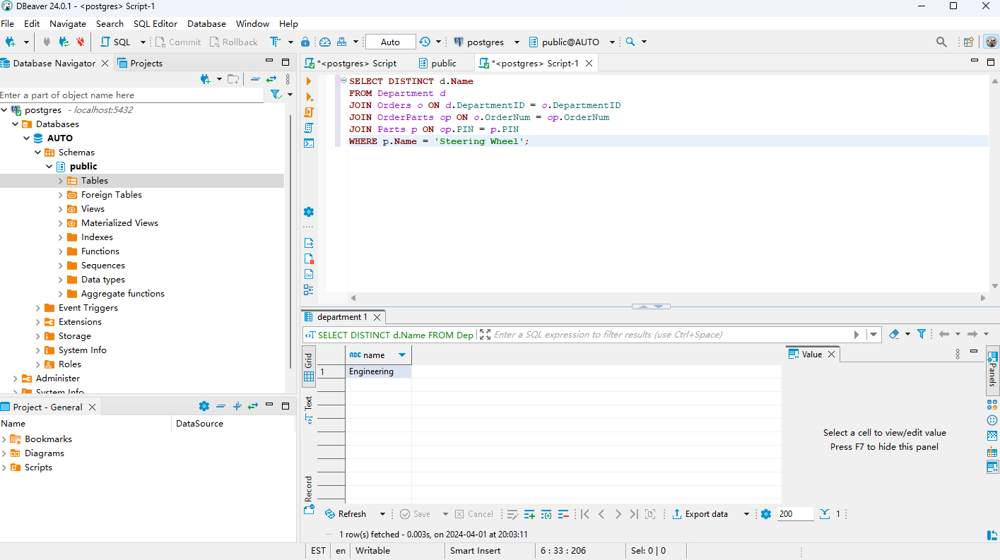 DBeaver 24.0.1 - <postgres> Script-1
File Edit Navigate Search SQL Editor Database Window Help
SQL Commit Rollback Auto postgres public@AUTO
Database Navigator Projects
Enter a part of object name here
postgres - localhost:5432
Databases
AUTO
Schemas
public
Tables
Foreign Tables
Views
Materialized Views
Indexes
Functions
Sequences
Data types
Aggregate functions
Event Triggers
Extensions
Storage
System Info
Roles
Administer
System Info
Project - General
Name DataSource
Bookmarks
Diagrams
Scripts
*<postgres> Script public *<postgres> Script-1
SELECT DISTINCT d.Name
FROM Department d
JOIN Orders o ON d.DepartmentID = o.DepartmentID
JOIN OrderParts op ON o.OrderNum = op.OrderNum
JOIN Parts p ON op.PIN = p.PIN
WHERE p.Name = 'Steering Wheel';
department 1
SELECT DISTINCT d.Name FROM Dep Enter a SQL expression to filter results (use Ctrl+Space)
Grid
Text
Record
ABC name
1 Engineering
Value
Panels
Select a cell to view/edit value
Press F7 to hide this panel
Refresh Save Cancel Export data 200 1
1 row(s) fetched - 0.003s, on 2024-04-01 at 20:03:11
EST en Writable Smart Insert 6 : 33 : 206 Sel: 0 | 0